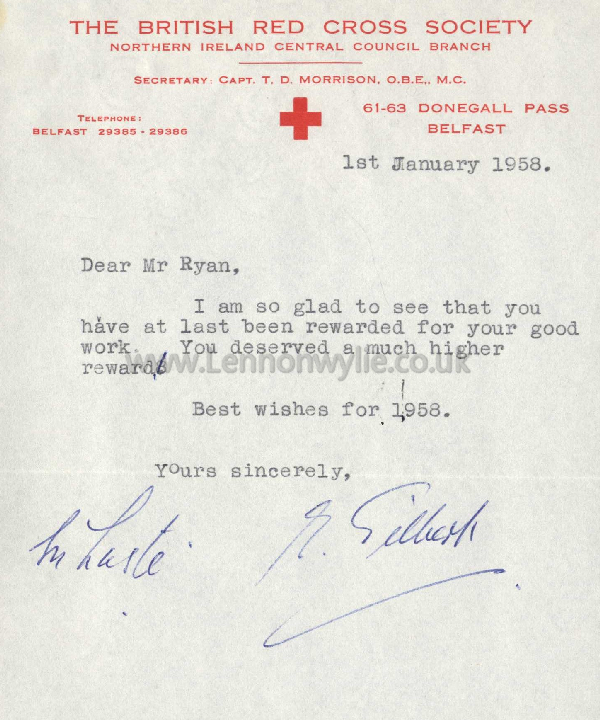 THE BRITISH RED CROSS SOCIETY
NORTHERN IRELAND CENTRAL COUNCIL BRANCH
SECRETARY: CAPT. T. D. MORRISON, O.B.E., M.C.
TELEPHONE:
BELFAST 29385 - 29386
61-63 DONEGALL PASS
BELFAST
1st January 1958.
Dear Mr Ryan,
I am so glad to see that you
have at last been rewarded for your good
work. You deserved a much higher
reward
www.Lennonwylie.co.uk
Best wishes for 1958.
Yours sincerely,
In haste.
Gilbert